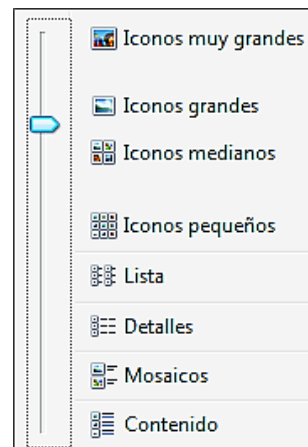 Iconos muy grandes
Iconos grandes
Iconos medianos
Iconos pequeños
Lista
Detalles
Mosaicos
Contenido